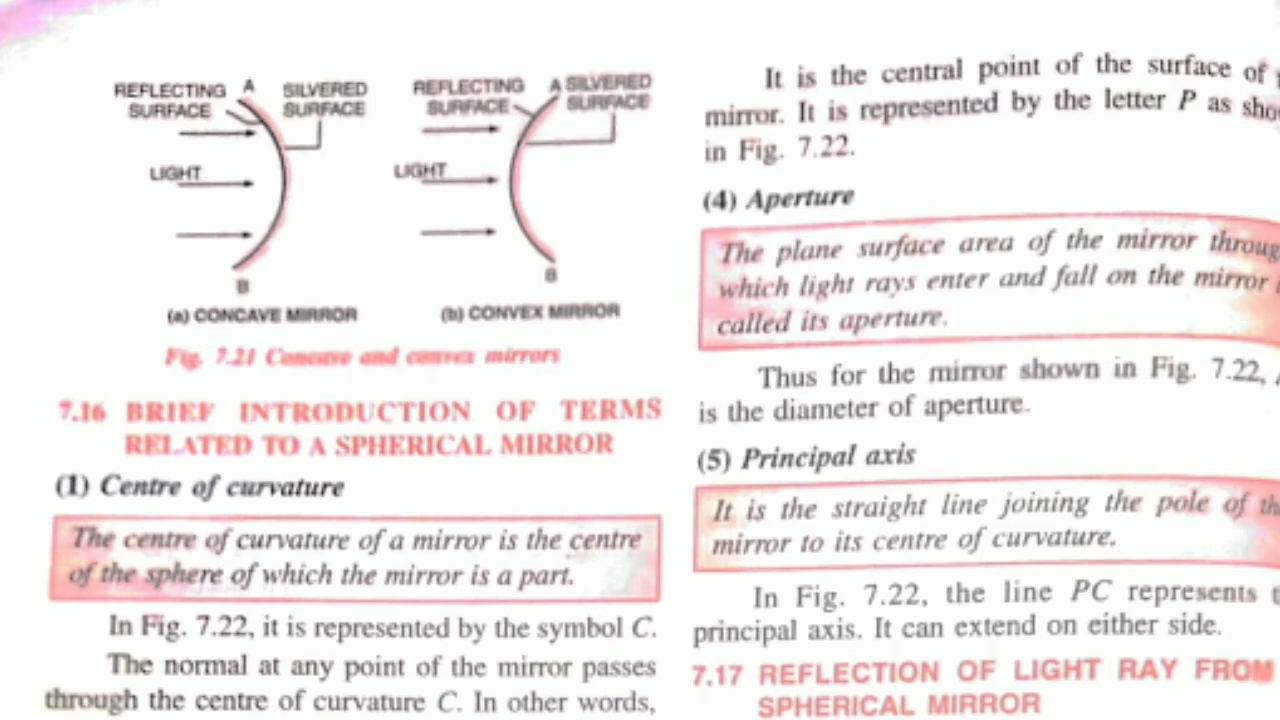 REFLECTING A SILVERED
SURFACE SURFACE
LIGHT
B
(a) CONCAVE MIRROR
REFLECTING A SILVERED
SURFACE SURFACE
LIGHT
B
(b) CONVEX MIRROR
Fig. 7.21 Concave and convex mirrors
7.16 BRIEF INTRODUCTION OF TERMS
RELATED TO A SPHERICAL MIRROR
(1) Centre of curvature
The centre of curvature of a mirror is the centre
of the sphere of which the mirror is a part.
In Fig. 7.22, it is represented by the symbol C.
The normal at any point of the mirror passes
through the centre of curvature C. In other words,
It is the central point of the surface of
mirror. It is represented by the letter P as sho
in Fig. 7.22.
(4) Aperture
The plane surface area of the mirror throug
which light rays enter and fall on the mirror
called its aperture.
Thus for the mirror shown in Fig. 7.22,
is the diameter of aperture.
(5) Principal axis
It is the straight line joining the pole of th
mirror to its centre of curvature.
In Fig. 7.22, the line PC represents t
principal axis. It can extend on either side.
7.17 REFLECTION OF LIGHT RAY FROM
SPHERICAL MIRROR